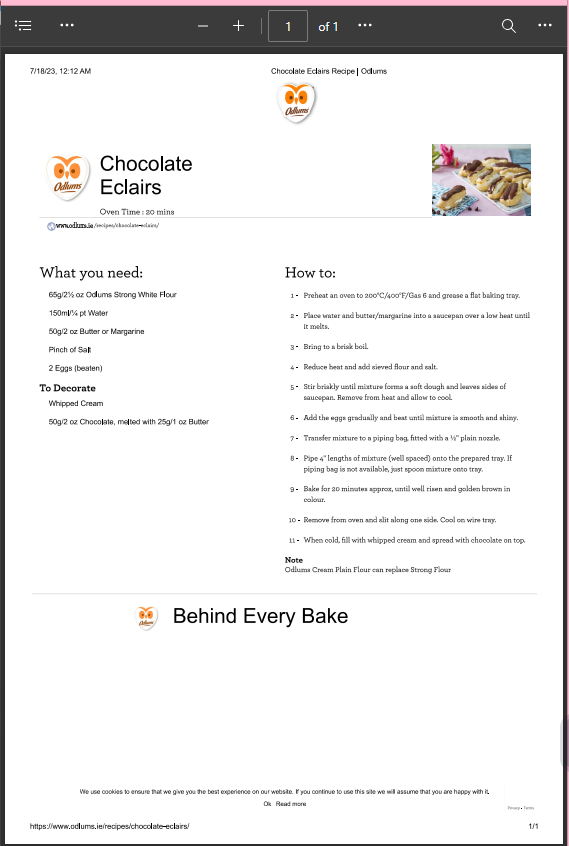 1 of 1
7/18/23, 12:12 AM Chocolate Eclairs Recipe | Odlums
Odlums
Odlums
Chocolate
Eclairs
Oven Time : 20 mins
www.odlums.ie/recipes/chocolate-eclairs/
What you need:
65g/2½ oz Odlums Strong White Flour
150ml/¼ pt Water
50g/2 oz Butter or Margarine
Pinch of Salt
2 Eggs (beaten)
To Decorate
Whipped Cream
50g/2 oz Chocolate, melted with 25g/1 oz Butter
How to:
1 - Preheat an oven to 200°C/400°F/Gas 6 and grease a flat baking tray.
2 - Place water and butter/margarine into a saucepan over a low heat until
it melts.
3 - Bring to a brisk boil.
4 - Reduce heat and add sieved flour and salt.
5 - Stir briskly until mixture forms a soft dough and leaves sides of
saucepan. Remove from heat and allow to cool.
6 - Add the eggs gradually and beat until mixture is smooth and shiny.
7 - Transfer mixture to a piping bag, fitted with a ½" plain nozzle.
8 - Pipe 4" lengths of mixture (well spaced) onto the prepared tray. If
piping bag is not available, just spoon mixture onto tray.
9 - Bake for 20 minutes approx, until well risen and golden brown in
colour.
10 - Remove from oven and slit along one side. Cool on wire tray.
11 - When cold, fill with whipped cream and spread with chocolate on top.
Note
Odlums Cream Plain Flour can replace Strong Flour
Odlums
Behind Every Bake
We use cookies to ensure that we give you the best experience on our website. If you continue to use this site we will assume that you are happy with it.
Ok Read more
Privacy - Terms
https://www.odlums.ie/recipes/chocolate-eclairs/ 1/1